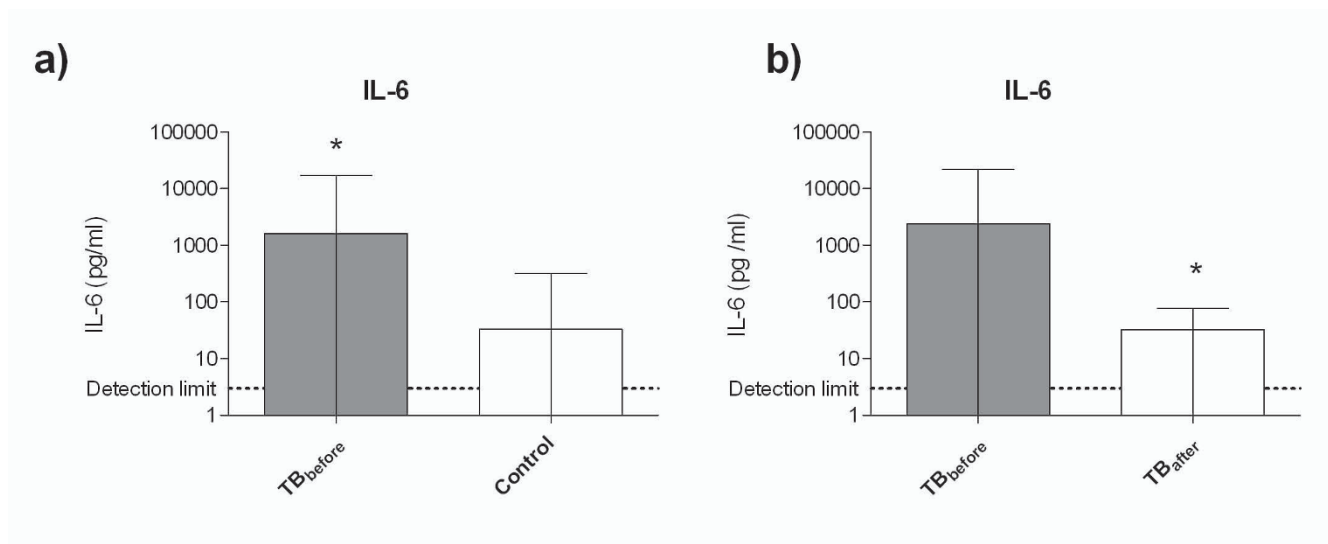 a)
IL-6
100000
*
10000
1000
100
10
1
IL-6 (pg/ml)
Detection limit
TBbefore
Control
b)
IL-6
100000
10000
1000
*
100
10
1
IL-6 (pg /ml)
Detection limit
TBbefore
TBafter